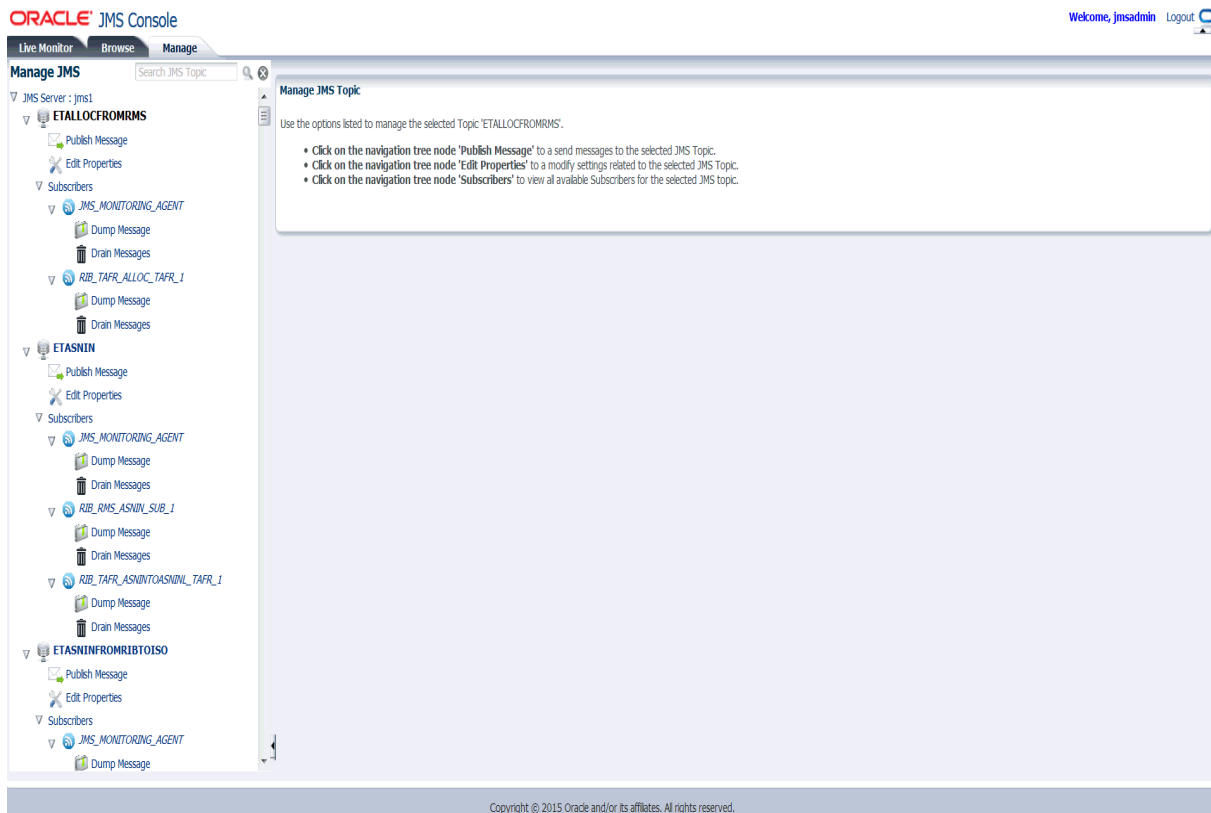 ORACLE' JMS Console
Welcome, jmsadmin Logout
Live Monitor Browse Manage
Manage JMS
Search JMS Topic
JMS Server : jms1
ETALLOCFROMRMS
Publish Message
Edit Properties
Subscribers
JMS_MONITORING_AGENT
Dump Message
Drain Messages
RIB_TAFR_ALLOC_TAFR_1
Dump Message
Drain Messages
ETASNIN
Publish Message
Edit Properties
Subscribers
JMS_MONITORING_AGENT
Dump Message
Drain Messages
RIB_RMS_ASNIN_SUB_1
Dump Message
Drain Messages
RIB_TAFR_ASNINTOASNINL_TAFR_1
Dump Message
Drain Messages
ETASNINFROMRIBTOISO
Publish Message
Edit Properties
Subscribers
JMS_MONITORING_AGENT
Dump Message
Manage JMS Topic
Use the options listed to manage the selected Topic 'ETALLOCFROMRMS'.
• Click on the navigation tree node 'Publish Message' to a send messages to the selected JMS Topic.
• Click on the navigation tree node 'Edit Properties' to a modify settings related to the selected JMS Topic.
• Click on the navigation tree node 'Subscribers' to view all available Subscribers for the selected JMS topic.
Copyright © 2015 Oracle and/or its affiliates. All rights reserved.